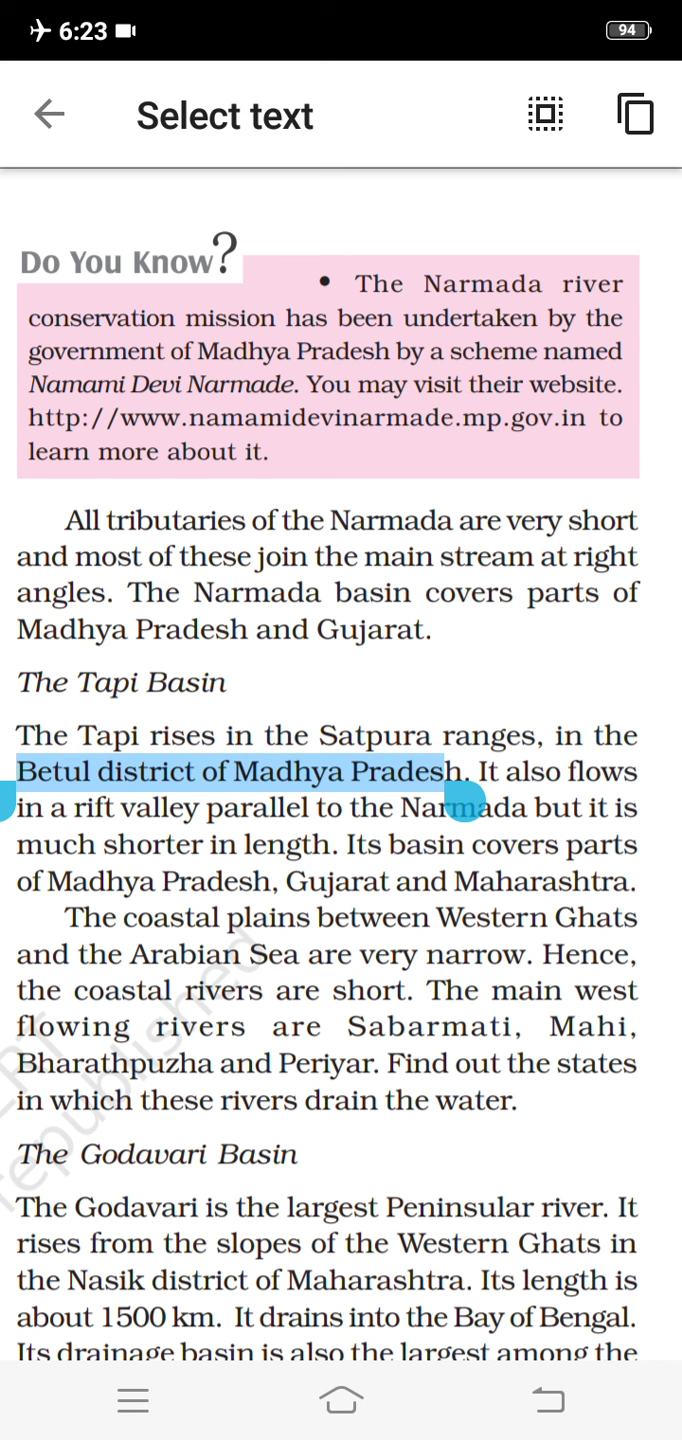 6:23
94
Select text
Do You Know?
• The Narmada river
conservation mission has been undertaken by the
government of Madhya Pradesh by a scheme named
Namami Devi Narmade. You may visit their website.
http://www.namamidevinarmade.mp.gov.in to
learn more about it.
All tributaries of the Narmada are very short
and most of these join the main stream at right
angles. The Narmada basin covers parts of
Madhya Pradesh and Gujarat.
The Tapi Basin
The Tapi rises in the Satpura ranges, in the
Betul district of Madhya Pradesh. It also flows
in a rift valley parallel to the Narmada but it is
much shorter in length. Its basin covers parts
of Madhya Pradesh, Gujarat and Maharashtra.
The coastal plains between Western Ghats
and the Arabian Sea are very narrow. Hence,
the coastal rivers are short. The main west
flowing rivers are Sabarmati, Mahi,
Bharathpuzha and Periyar. Find out the states
in which these rivers drain the water.
The Godavari Basin
The Godavari is the largest Peninsular river. It
rises from the slopes of the Western Ghats in
the Nasik district of Maharashtra. Its length is
about 1500 km. It drains into the Bay of Bengal.
Its drainage basin is also the largest among the
republished